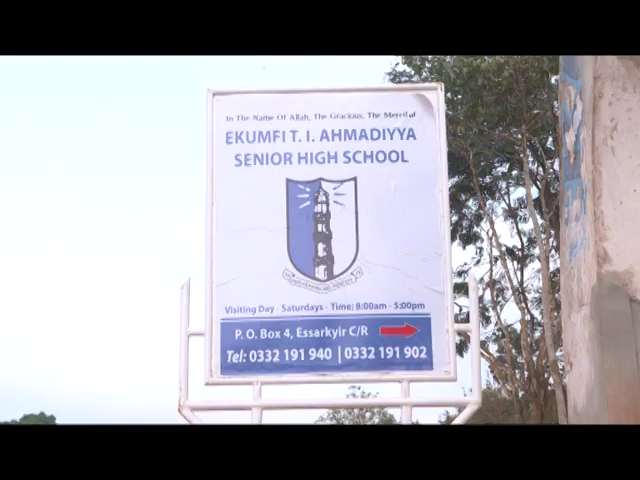 In The Name Of Allah, The Gracious, The Merciful
EKUMFI T. I. AHMADIYYA
SENIOR HIGH SCHOOL
Visiting Day - Saturdays - Time: 8:00am - 5:00pm
P. O. Box 4, Essarkyir C/R
Tel: 0332 191 940 | 0332 191 902